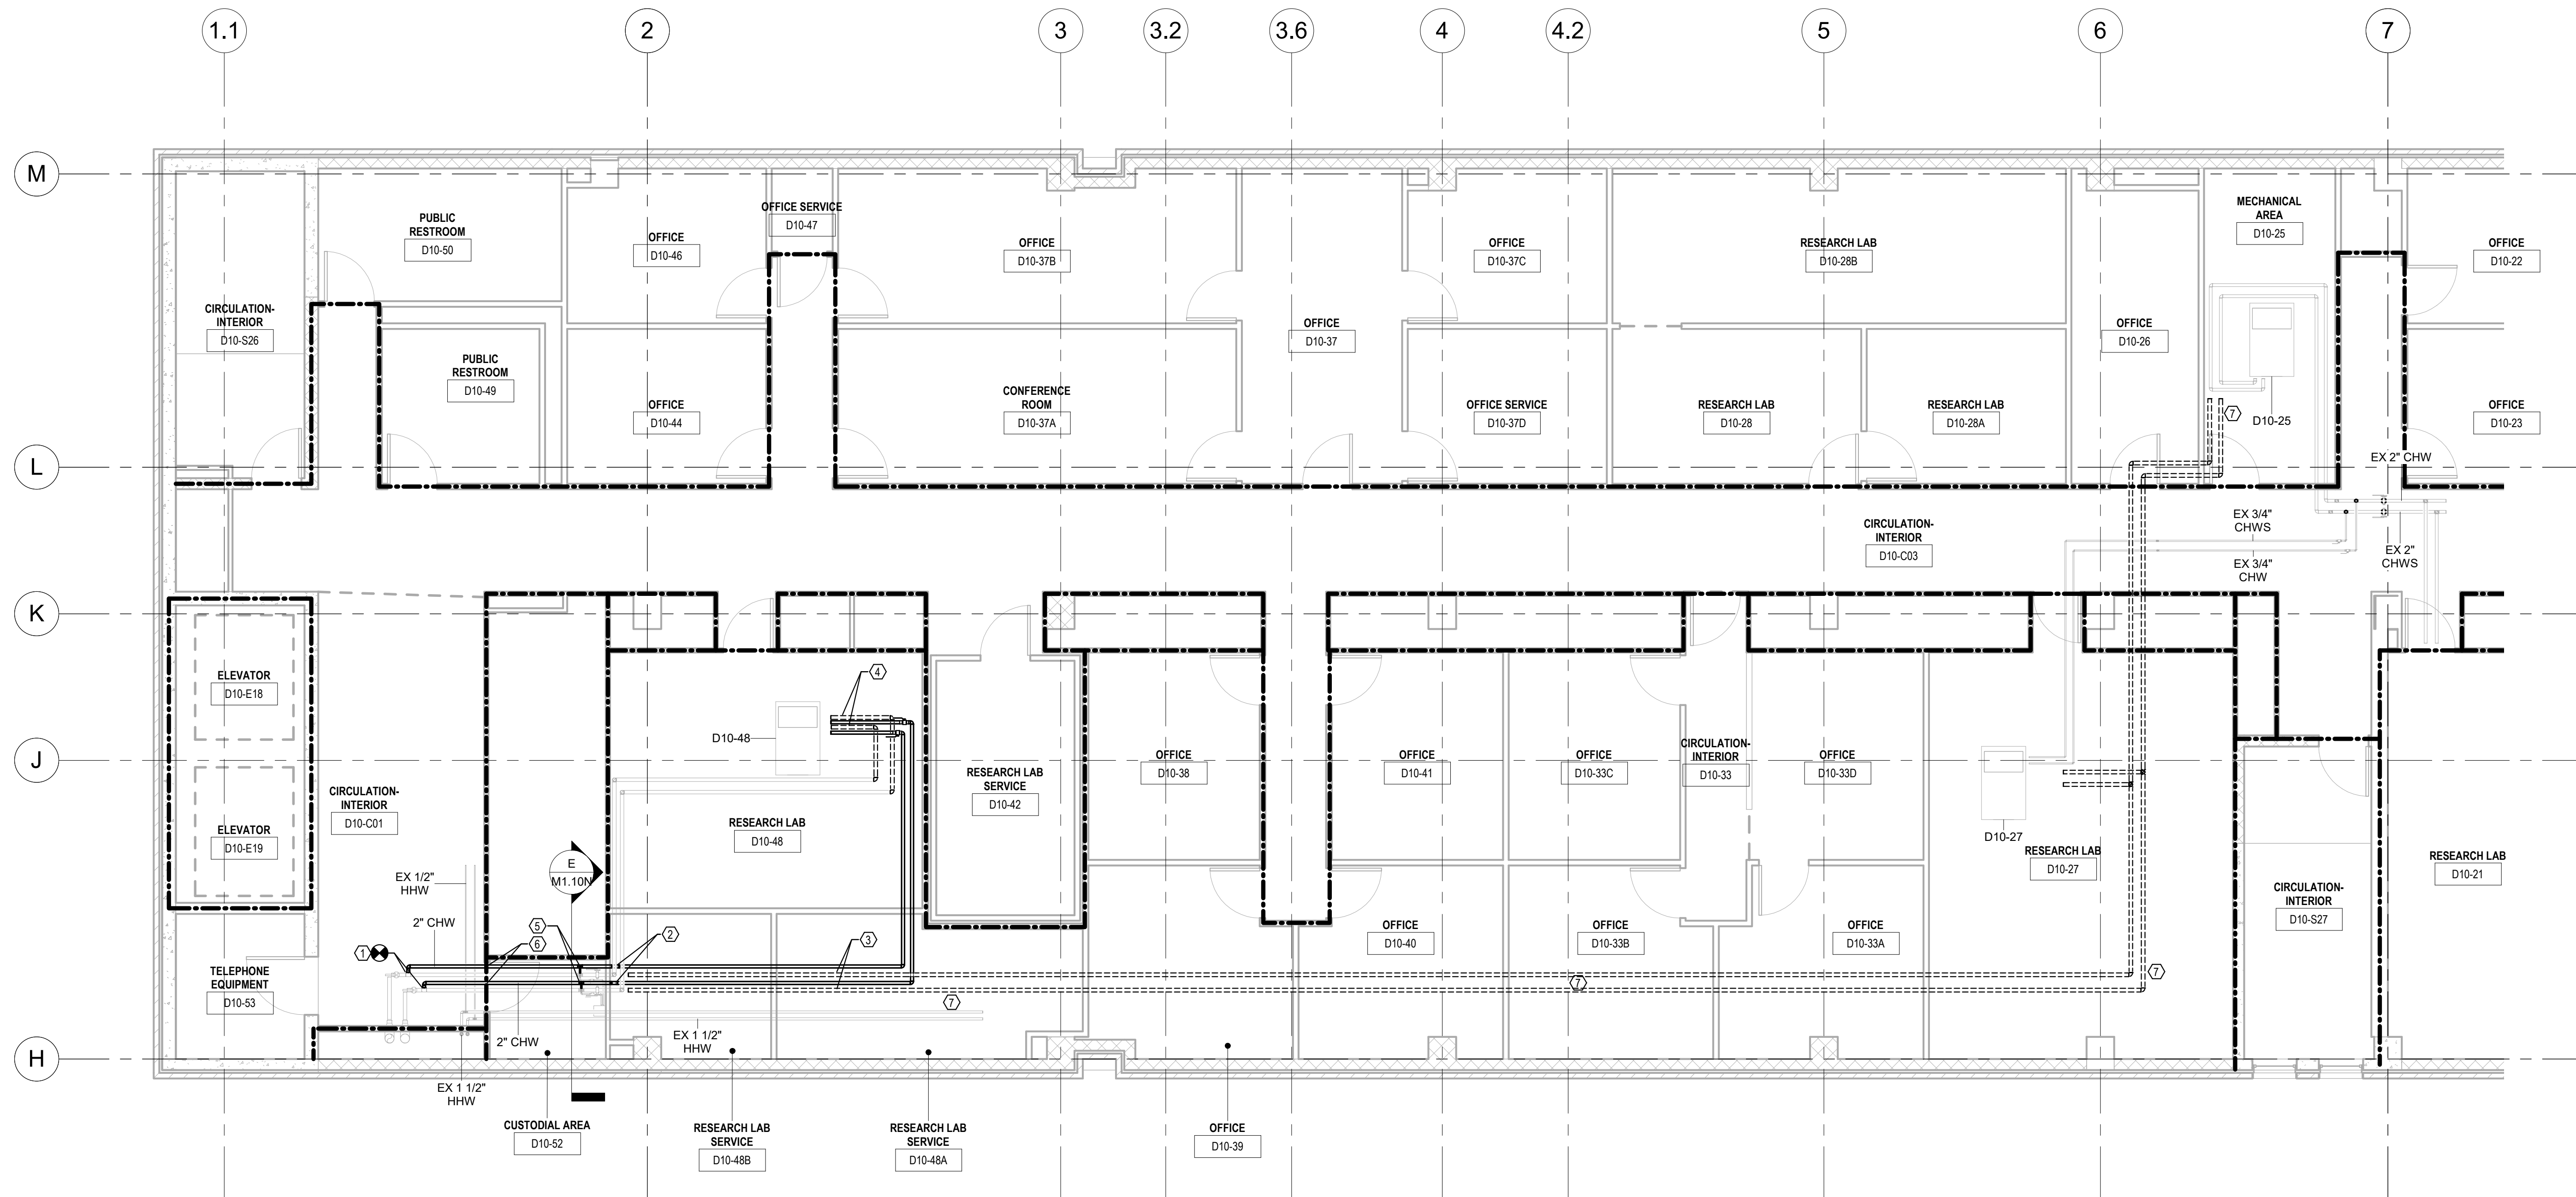 1.1
2
3
3.2
3.6
4
4.2
5
6
7
M
L
K
J
H
PUBLIC
RESTROOM
D10-50
OFFICE
D10-46
OFFICE SERVICE
D10-47
OFFICE
D10-37B
OFFICE
D10-37C
RESEARCH LAB
D10-28B
MECHANICAL
AREA
D10-25
OFFICE
D10-22
CIRCULATION-
INTERIOR
D10-S26
OFFICE
D10-37
OFFICE
D10-26
PUBLIC
RESTROOM
D10-49
OFFICE
D10-44
CONFERENCE
ROOM
D10-37A
OFFICE SERVICE
D10-37D
RESEARCH LAB
D10-28
RESEARCH LAB
D10-28A
7
D10-25
OFFICE
D10-23
EX 2" CHW
CIRCULATION-
INTERIOR
D10-C03
EX 3/4"
CHWS
EX 3/4"
CHW
EX 2"
CHWS
ELEVATOR
D10-E18
4
D10-48
RESEARCH LAB
SERVICE
D10-42
OFFICE
D10-38
OFFICE
D10-41
OFFICE
D10-33C
CIRCULATION-
INTERIOR
D10-33
OFFICE
D10-33D
CIRCULATION-
INTERIOR
D10-C01
ELEVATOR
D10-E19
RESEARCH LAB
D10-48
D10-27
RESEARCH LAB
D10-27
RESEARCH LAB
D10-21
E
M1.10N
EX 1/2"
HHW
2" CHW
1
5
6
2
3
OFFICE
D10-40
OFFICE
D10-33B
OFFICE
D10-33A
CIRCULATION-
INTERIOR
D10-S27
TELEPHONE
EQUIPMENT
D10-53
7
7
7
2" CHW
EX 1 1/2"
HHW
EX 1 1/2"
HHW
CUSTODIAL AREA
D10-52
RESEARCH LAB
SERVICE
D10-48B
RESEARCH LAB
SERVICE
D10-48A
OFFICE
D10-39